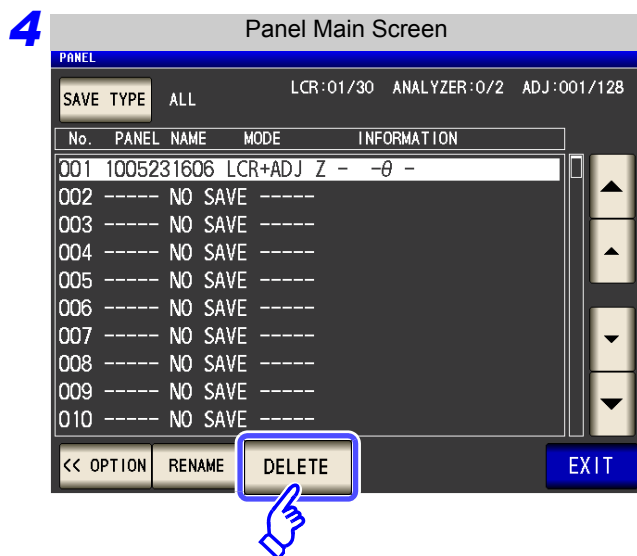 4
Panel Main Screen
PANEL
SAVE TYPE ALL LCR:01/30 ANALYZER:0/2 ADJ:001/128
No. PANEL NAME MODE INFORMATION
001 1005231606 LCR+ADJ Z - -θ -
002 ----- NO SAVE -----
003 ----- NO SAVE -----
004 ----- NO SAVE -----
005 ----- NO SAVE -----
006 ----- NO SAVE -----
007 ----- NO SAVE -----
008 ----- NO SAVE -----
009 ----- NO SAVE -----
010 ----- NO SAVE -----
<< OPTION RENAME DELETE EXIT